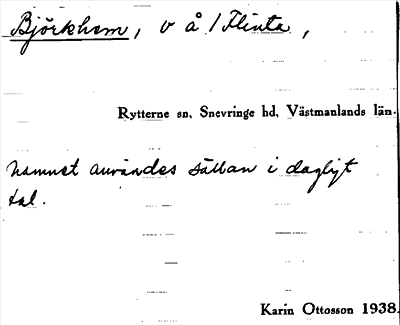 Björkhem, v å / Flinta,
Rytterne sn, Snevringe hd, Västmanlands län.
Namnet användes sällan i dagligt
tal.
Karin Ottosson 1938.